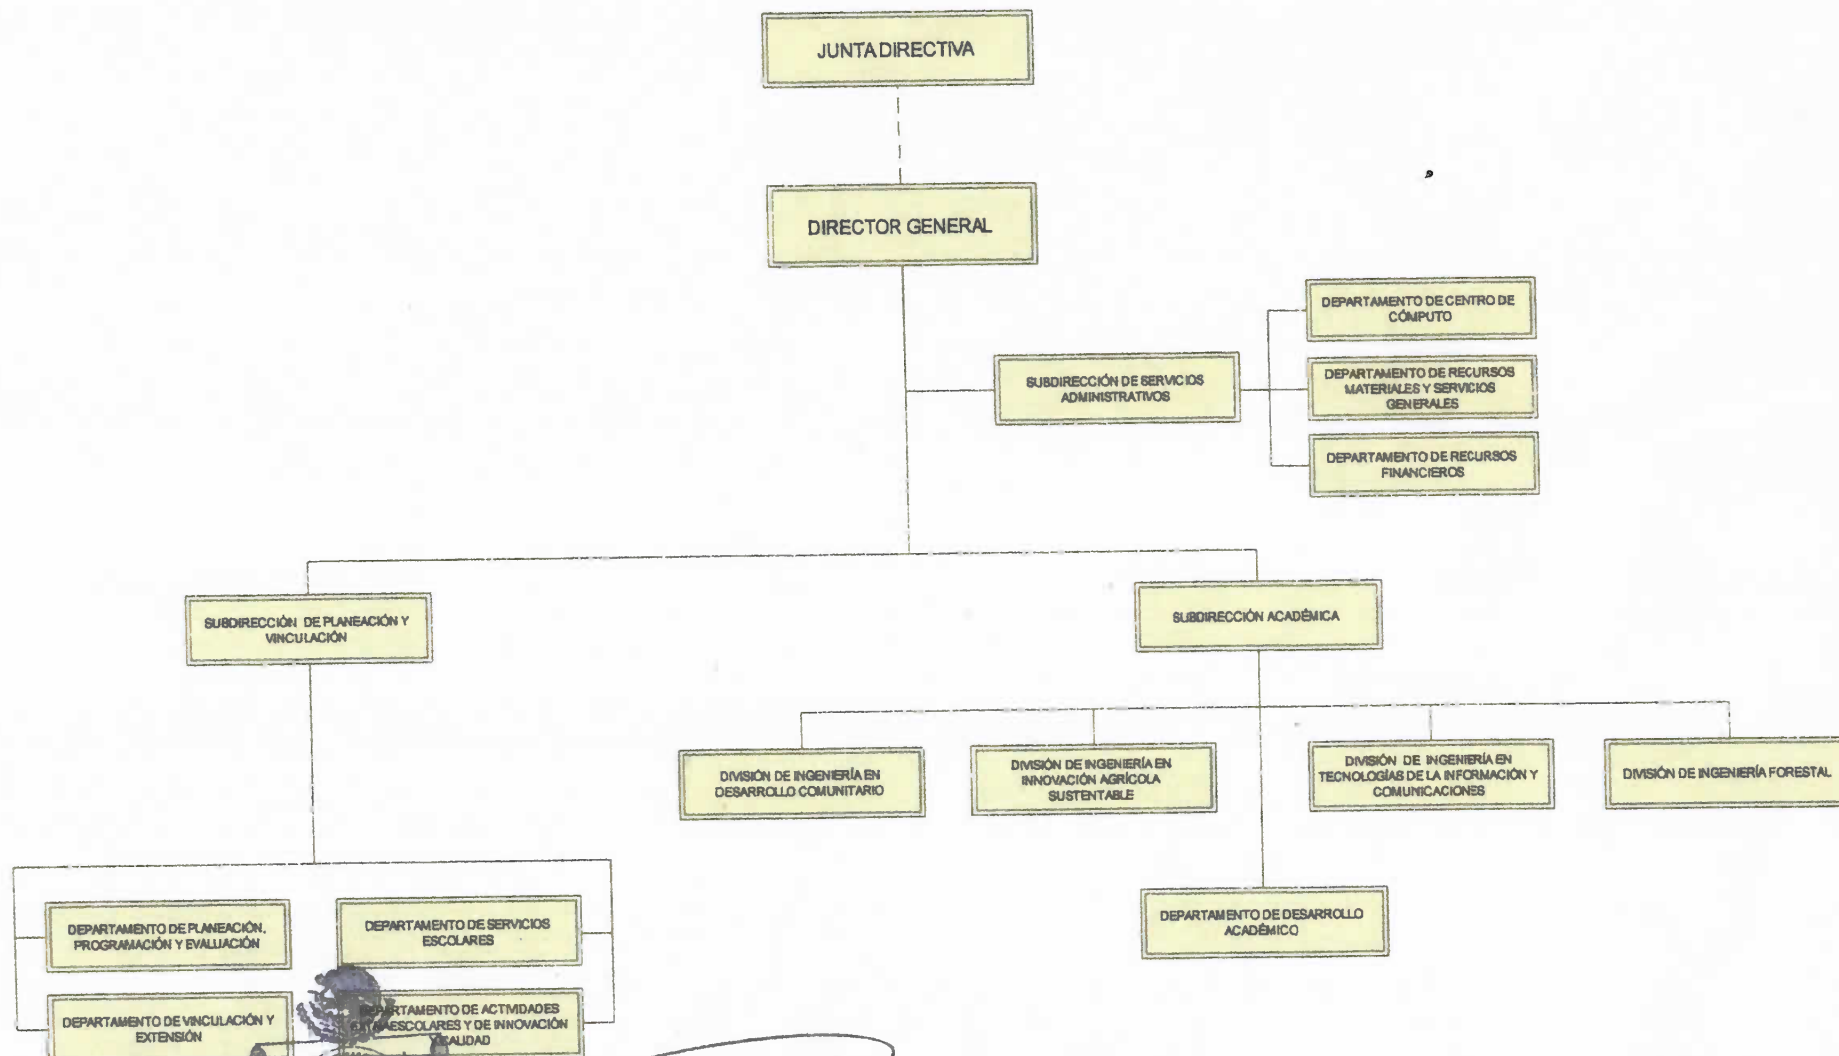 JUNTA DIRECTIVA
DIRECTOR GENERAL
DEPARTAMENTO DE CENTRO DE
CÓMPUTO
SUBDIRECCIÓN DE SERVICIOS
ADMINISTRATIVOS
DEPARTAMENTO DE RECURSOS
MATERIALES Y SERVICIOS
GENERALES
DEPARTAMENTO DE RECURSOS
FINANCIEROS
SUBDIRECCIÓN DE PLANEACIÓN Y
VINCULACIÓN
SUBDIRECCIÓN ACADÉMICA
DIVISIÓN DE INGENIERÍA EN
DESARROLLO COMUNITARIO
DIVISIÓN DE INGENIERÍA EN
INNOVACIÓN AGRÍCOLA
SUSTENTABLE
DIVISIÓN DE INGENIERÍA EN
TECNOLOGÍAS DE LA INFORMACIÓN Y
COMUNICACIONES
DIVISIÓN DE INGENIERÍA FORESTAL
DEPARTAMENTO DE PLANEACIÓN,
PROGRAMACIÓN Y EVALUACIÓN
DEPARTAMENTO DE SERVICIOS
ESCOLARES
DEPARTAMENTO DE DESARROLLO
ACADÉMICO
DEPARTAMENTO DE VINCULACIÓN Y
EXTENSIÓN
DEPARTAMENTO DE ACTIVIDADES
EXTRAESCOLARES Y DE INNOVACIÓN
Y CALIDAD